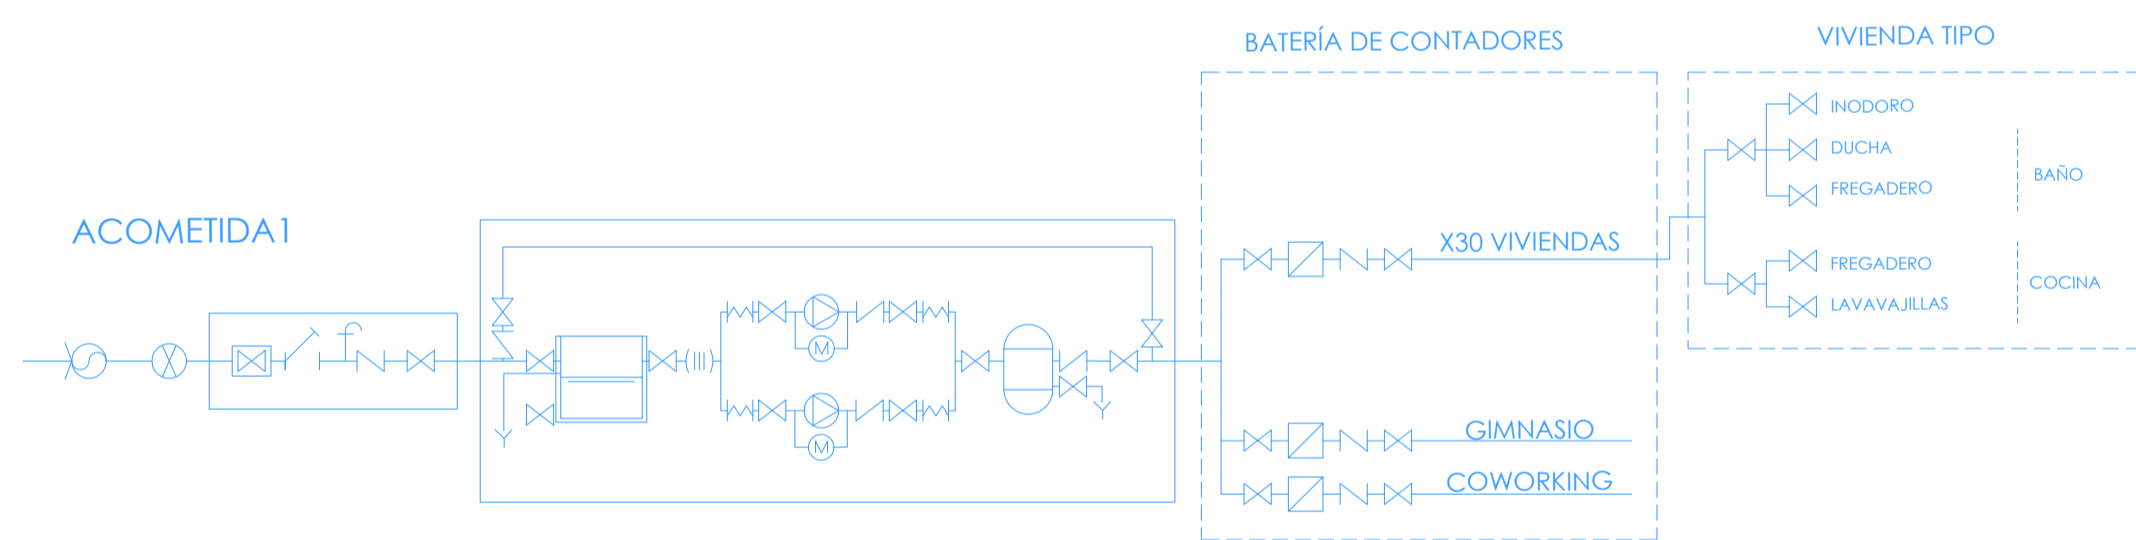 BATERÍA DE CONTADORES
VIVIENDA TIPO
ACOMETIDA1
INODORO
DUCHA
FREGADERO
BAÑO
X30 VIVIENDAS
FREGADERO
LAVAVAJILLAS
COCINA
M
M
GIMNASIO
COWORKING